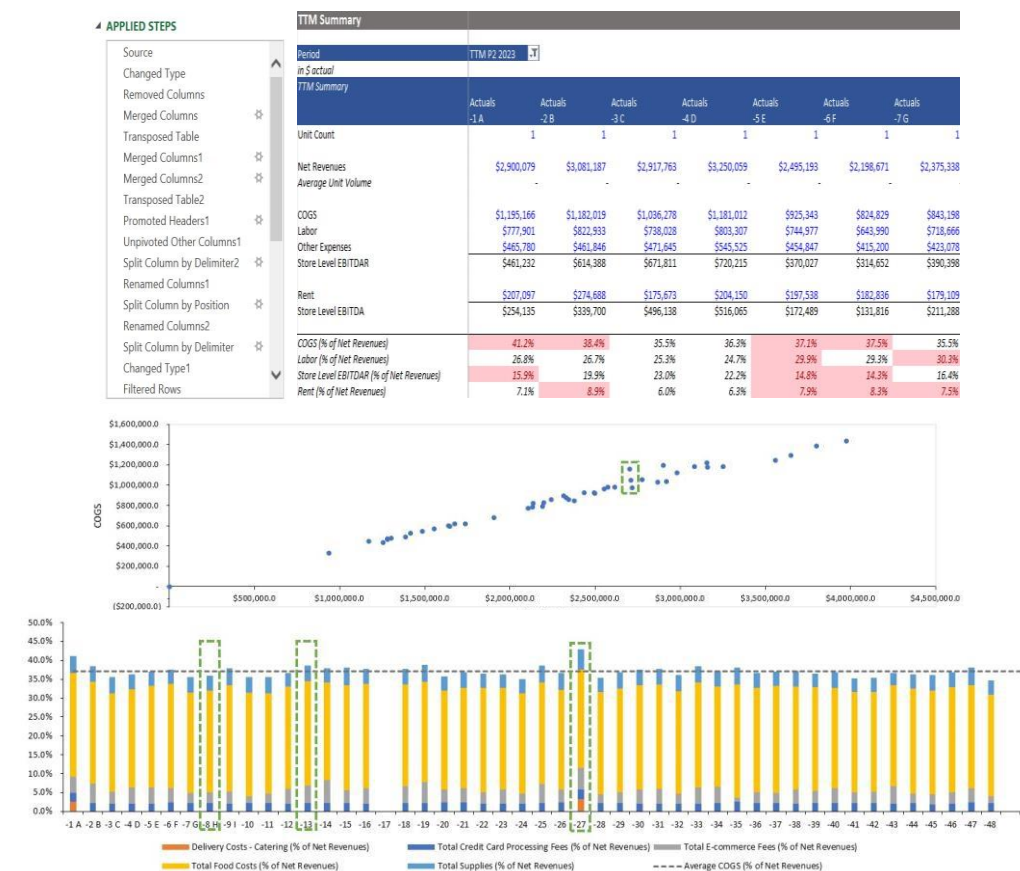 APPLIED STEPS
Source
Changed Type
Removed Columns
Merged Columns
Transposed Table
Merged Columns1
Merged Columns2
Transposed Table2
Promoted Headers1
Unpivoted Other Columns1
Split Column by Delimiter2
Renamed Columns1
Split Column by Position
Renamed Columns2
Split Column by Delimiter
Changed Type1
Filtered Rows
TTM Summary
Period TTM P2 2023
in $ actual
TTM Summary
Actuals Actuals Actuals Actuals Actuals Actuals Actuals
-1 A -2 B -3 C -4 D -5 E -6 F -7 G
Unit Count 1 1 1 1 1 1 1
Net Revenues $2,900,079 $3,081,187 $2,917,763 $3,250,059 $2,495,193 $2,198,671 $2,375,338
Average Unit Volume - - - - - - -
COGS $1,195,166 $1,182,019 $1,036,278 $1,181,012 $925,343 $824,829 $843,198
Labor $777,901 $822,933 $738,028 $803,307 $744,977 $643,990 $718,666
Other Expenses $465,780 $461,846 $471,645 $545,525 $454,847 $415,200 $423,078
Store Level EBITDAR $461,232 $614,388 $671,811 $720,215 $370,027 $314,652 $390,398
Rent $207,097 $274,688 $175,673 $204,150 $197,538 $182,836 $179,109
Store Level EBITDA $254,135 $339,700 $496,138 $516,065 $172,489 $131,816 $211,288
COGS (% of Net Revenues) 41.2% 38.4% 35.5% 36.3% 37.1% 37.5% 35.5%
Labor (% of Net Revenues) 26.8% 26.7% 25.3% 24.7% 29.9% 29.3% 30.3%
Store Level EBITDAR (% of Net Revenues) 15.9% 19.9% 23.0% 22.2% 14.8% 14.3% 16.4%
Rent (% of Net Revenues) 7.1% 8.9% 6.0% 6.3% 7.9% 8.3% 7.5%
$1,600,000.0
$1,400,000.0
$1,200,000.0
$1,000,000.0
$800,000.0
$600,000.0
$400,000.0
$200,000.0
-
($200,000.0)
COGS
$500,000.0 $1,000,000.0 $1,500,000.0 $2,000,000.0 $2,500,000.0 $3,000,000.0 $3,500,000.0 $4,000,000.0 $4,500,000.0
50.0%
45.0%
40.0%
35.0%
30.0%
25.0%
20.0%
15.0%
10.0%
5.0%
0.0%
-1 A -2 B -3 C -4 D -5 E -6 F -7 G -8 H -9 I -10 -11 -12 -13 -14 -15 -16 -17 -18 -19 -20 -21 -22 -23 -24 -25 -26 -27 -28 -29 -30 -31 -32 -33 -34 -35 -36 -37 -38 -39 -40 -41 -42 -43 -44 -45 -46 -47 -48
Delivery Costs - Catering (% of Net Revenues) Total Credit Card Processing Fees (% of Net Revenues) Total E-commerce Fees (% of Net Revenues)
Total Food Costs (% of Net Revenues) Total Supplies (% of Net Revenues) Average COGS (% of Net Revenues)